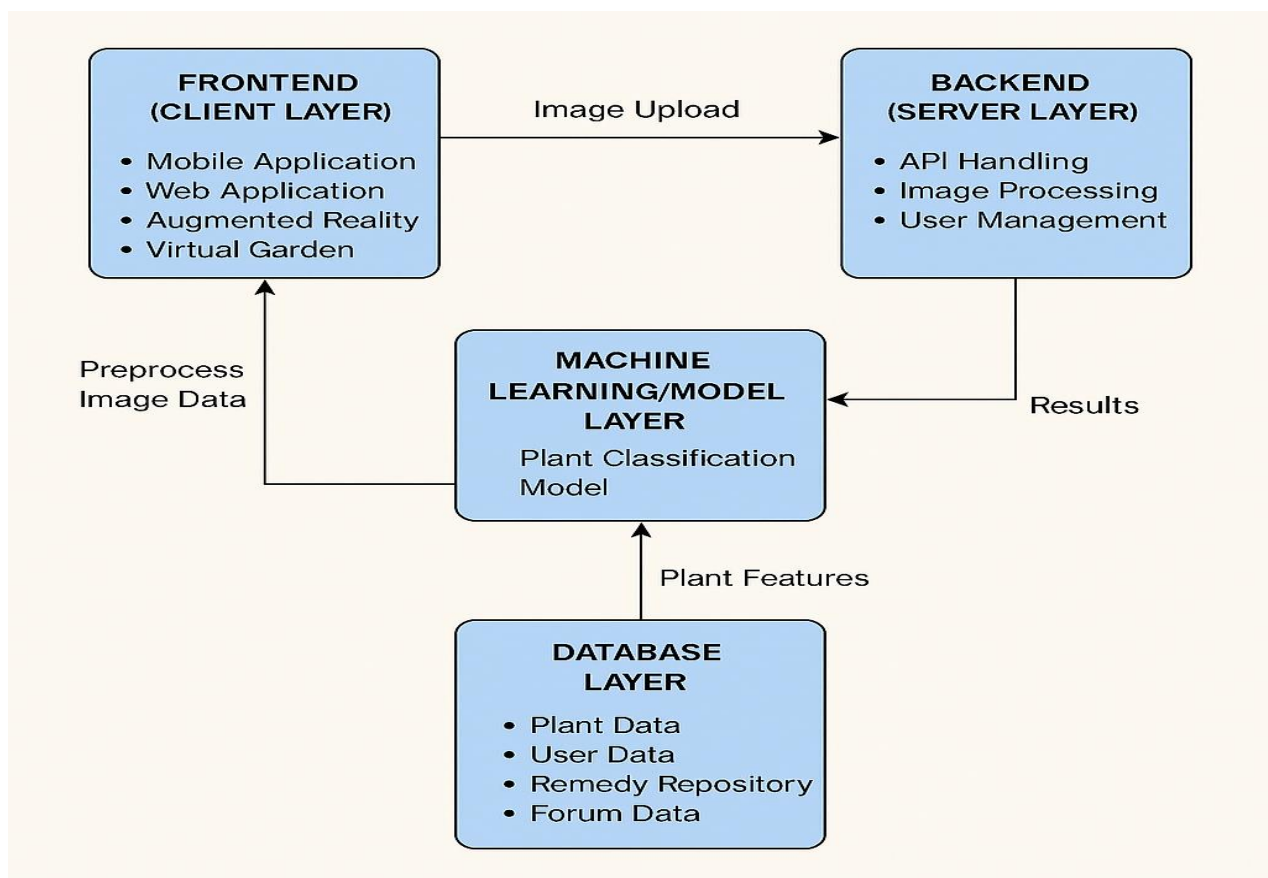 FRONTEND
(CLIENT LAYER)
• Mobile Application
• Web Application
• Augmented Reality
• Virtual Garden
Image Upload
BACKEND
(SERVER LAYER)
• API Handling
• Image Processing
• User Management
Preprocess
Image Data
MACHINE
LEARNING/MODEL
LAYER
Plant Classification
Model
Results
Plant Features
DATABASE
LAYER
• Plant Data
• User Data
• Remedy Repository
• Forum Data